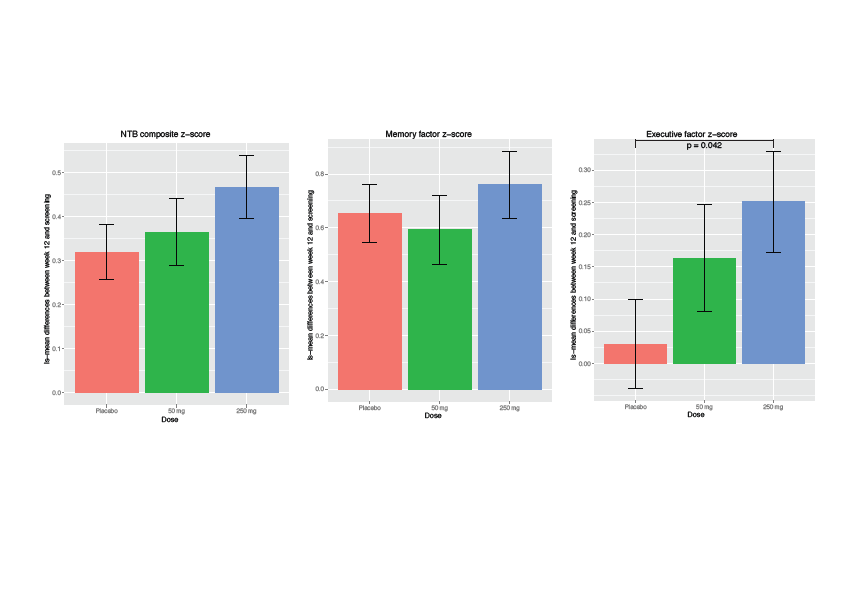 NTB composite z−score
ls−mean differences between week 12 and screening
0.5
0.4
0.3
0.2
0.1
0.0
Placebo 50 mg 250 mg
Dose
Memory factor z−score
ls−mean differences between week 12 and screening
0.8
0.6
0.4
0.2
0.0
Placebo 50 mg 250 mg
Dose
Executive factor z−score
p = 0.042
ls−mean differences between week 12 and screening
0.30
0.25
0.20
0.15
0.10
0.05
0.00
Placebo 50 mg 250 mg
Dose